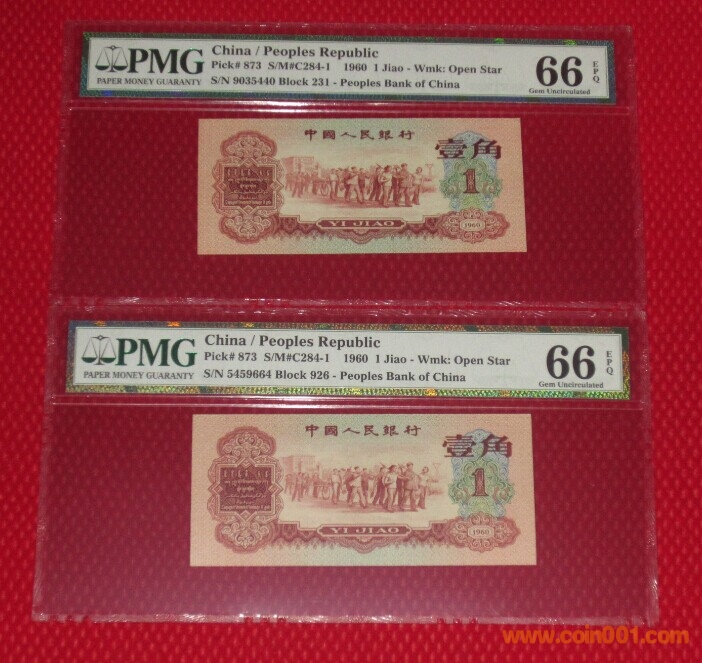 PMG
PAPER MONEY GUARANTY
China / Peoples Republic
Pick# 873 S/M#C284-1 1960 1 Jiao - Wmk: Open Star
S/N 9035440 Block 231 - Peoples Bank of China
66 EPQ
Gem Uncirculated
中國人民銀行
壹角
1
YI JIAO
1960
PMG
PAPER MONEY GUARANTY
China / Peoples Republic
Pick# 873 S/M#C284-1 1960 1 Jiao - Wmk: Open Star
S/N 5459664 Block 926 - Peoples Bank of China
66 EPQ
Gem Uncirculated
中國人民銀行
壹角
1
YI JIAO
1960
www.coin001.com